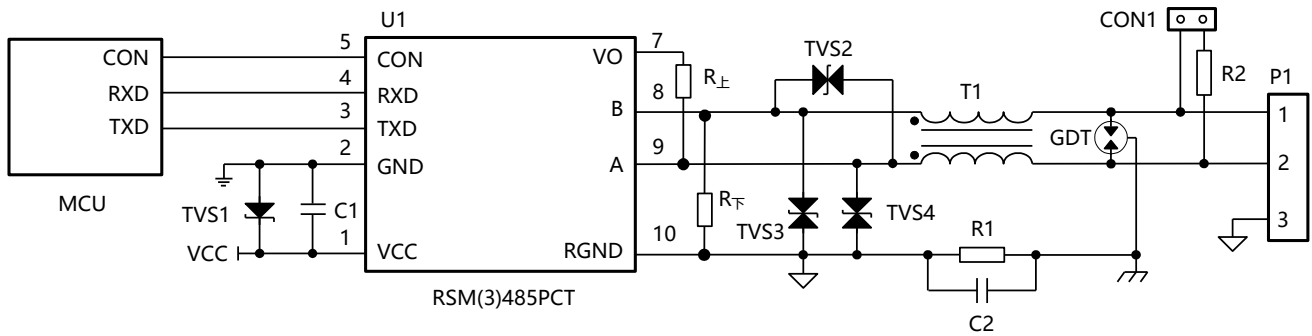 U1
CON1
CON
5
CON
VO
7
TVS2
R上
RXD
4
RXD
8
R2
P1
TXD
3
TXD
B
T1
1
GDT
2
GND
A
9
2
MCU
TVS1
C1
R下
TVS3
TVS4
3
VCC
1
VCC
RGND
10
R1
RSM(3)485PCT
C2